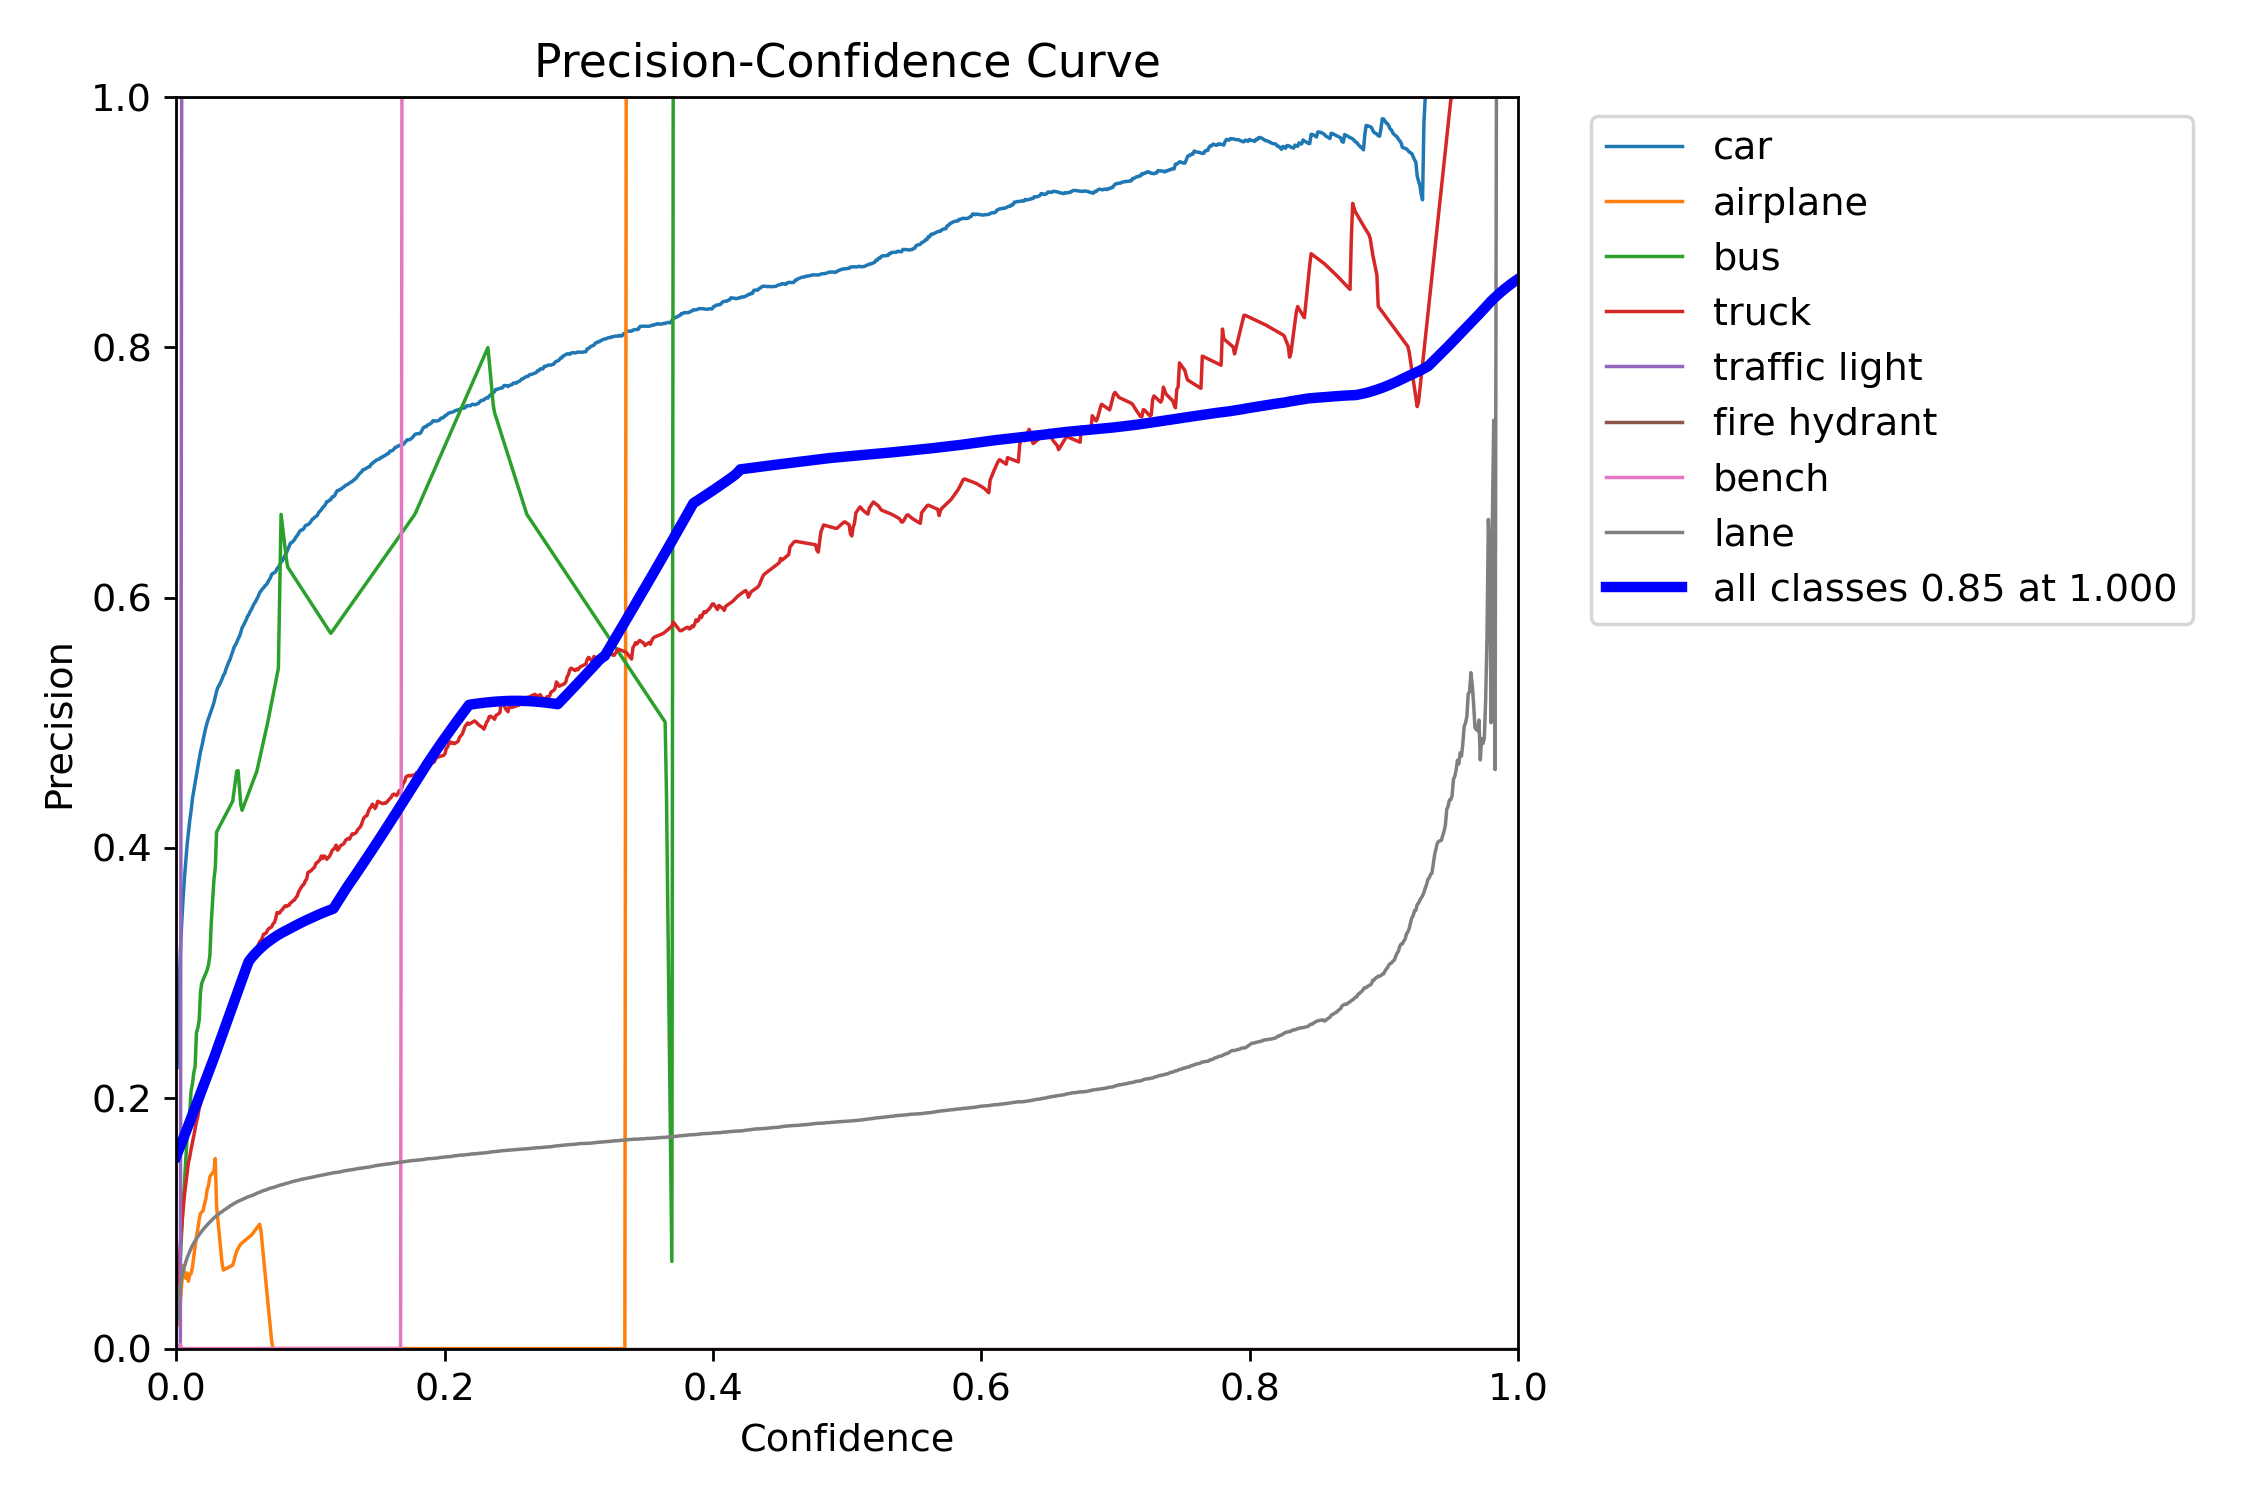 Precision-Confidence Curve
1.0
0.8
0.6
0.4
0.2
0.0
Precision
0.0 0.2 0.4 0.6 0.8 1.0
Confidence
car
airplane
bus
truck
traffic light
fire hydrant
bench
lane
all classes 0.85 at 1.000